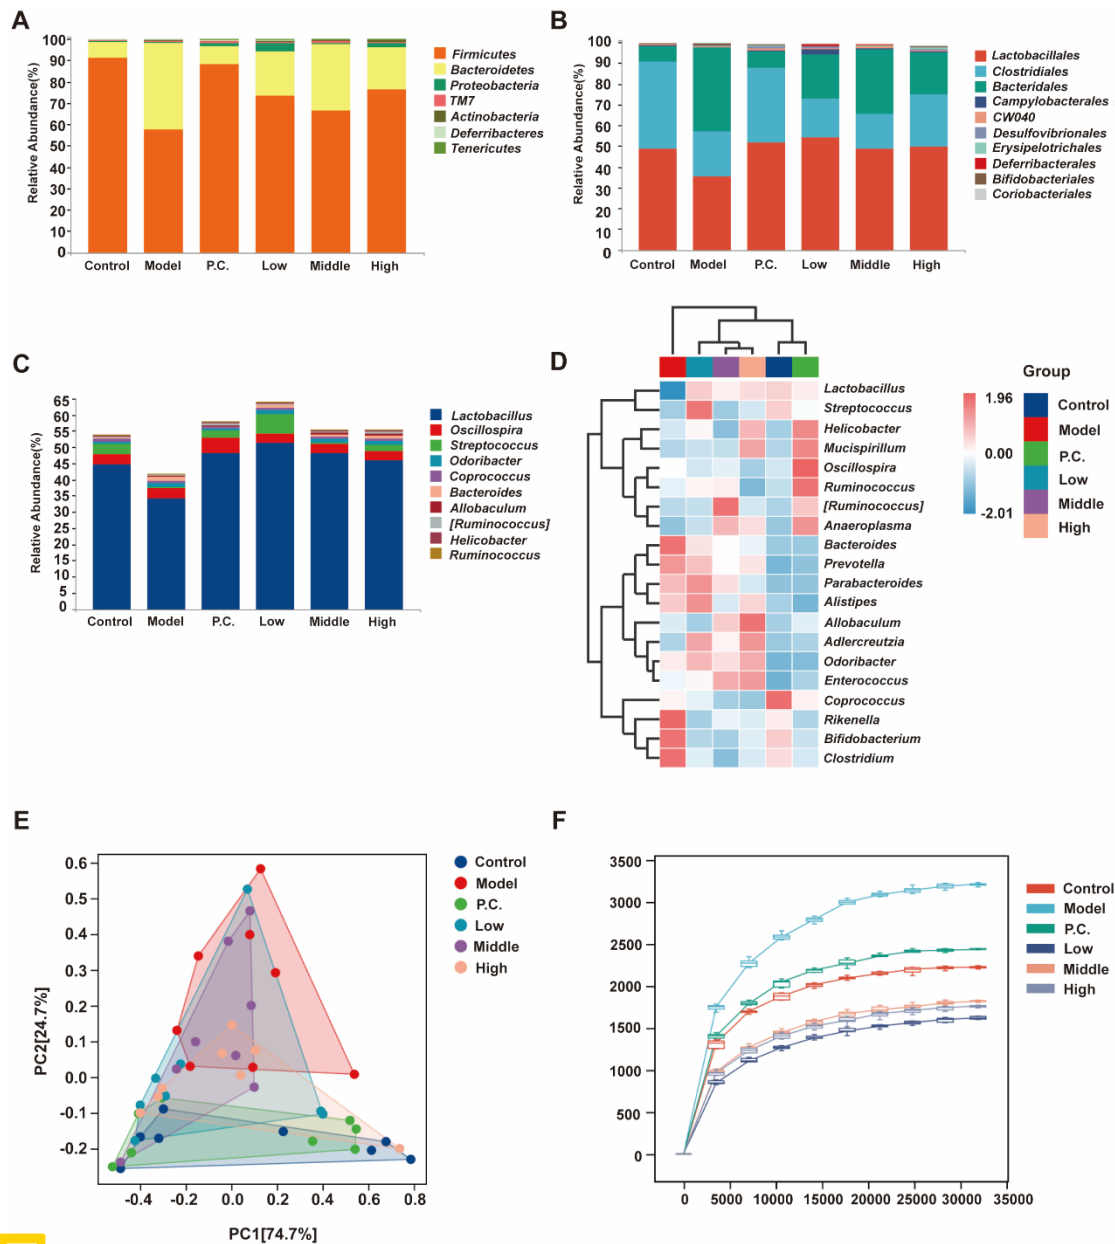 A
Relative Abundance(%)
100
90
80
70
60
50
40
30
20
10
0
Control Model P.C. Low Middle High
Firmicutes
Bacteroidetes
Proteobacteria
TM7
Actinobacteria
Deferribacteres
Tenericutes
B
Relative Abundance(%)
100
90
80
70
60
50
40
30
20
10
0
Control Model P.C. Low Middle High
Lactobacillales
Clostridiales
Bacteridales
Campylobacterales
CW040
Desulfovibrionales
Erysipelotrichales
Deferribacterales
Bifidobacteriales
Coriobacteriales
C
Relative Abundance(%)
65
60
55
50
45
40
35
30
25
20
15
10
5
0
Control Model P.C. Low Middle High
Lactobacillus
Oscillospira
Streptococcus
Odoribacter
Coprococcus
Bacteroides
Allobaculum
[Ruminococcus]
Helicobacter
Ruminococcus
D
Lactobacillus
Streptococcus
Helicobacter
Mucispirillum
Oscillospira
Ruminococcus
[Ruminococcus]
Anaeroplasma
Bacteroides
Prevotella
Parabacteroides
Alistipes
Allobaculum
Adlercreutzia
Odoribacter
Enterococcus
Coprococcus
Rikenella
Bifidobacterium
Clostridium
1.96
0.00
-2.01
Group
Control
Model
P.C.
Low
Middle
High
E
PC2[24.7%]
0.6
0.5
0.4
0.3
0.2
0.1
0.0
-0.1
-0.2
-0.4 -0.2 0.0 0.2 0.4 0.6 0.8
PC1[74.7%]
Control
Model
P.C.
Low
Middle
High
F
3500
3000
2500
2000
1500
1000
500
0
0 5000 10000 15000 20000 25000 30000 35000
Control
Model
P.C.
Low
Middle
High